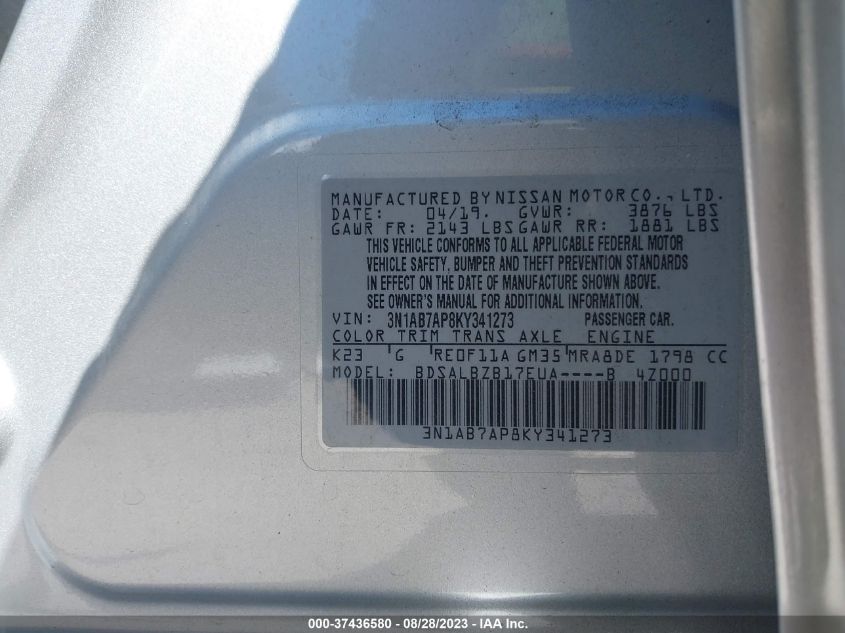 MANUFACTURED BY NISSAN MOTOR CO., LTD.
DATE: 04/19. GVWR: 3876 LBS
GAWR FR: 2143 LBS GAWR RR: 1881 LBS
THIS VEHICLE CONFORMS TO ALL APPLICABLE FEDERAL MOTOR
VEHICLE SAFETY, BUMPER AND THEFT PREVENTION STANDARDS
IN EFFECT ON THE DATE OF MANUFACTURE SHOWN ABOVE.
SEE OWNER'S MANUAL FOR ADDITIONAL INFORMATION.
VIN: 3N1AB7AP8KY341273 PASSENGER CAR.
COLOR TRIM TRANS AXLE ENGINE
K23 G RE0F11A GM35 MRA8DE 1798 CC
MODEL: BDSALBZB17EUA----B 4Z000
3N1AB7AP8KY341273
000-37436580 - 08/28/2023 - IAA Inc.